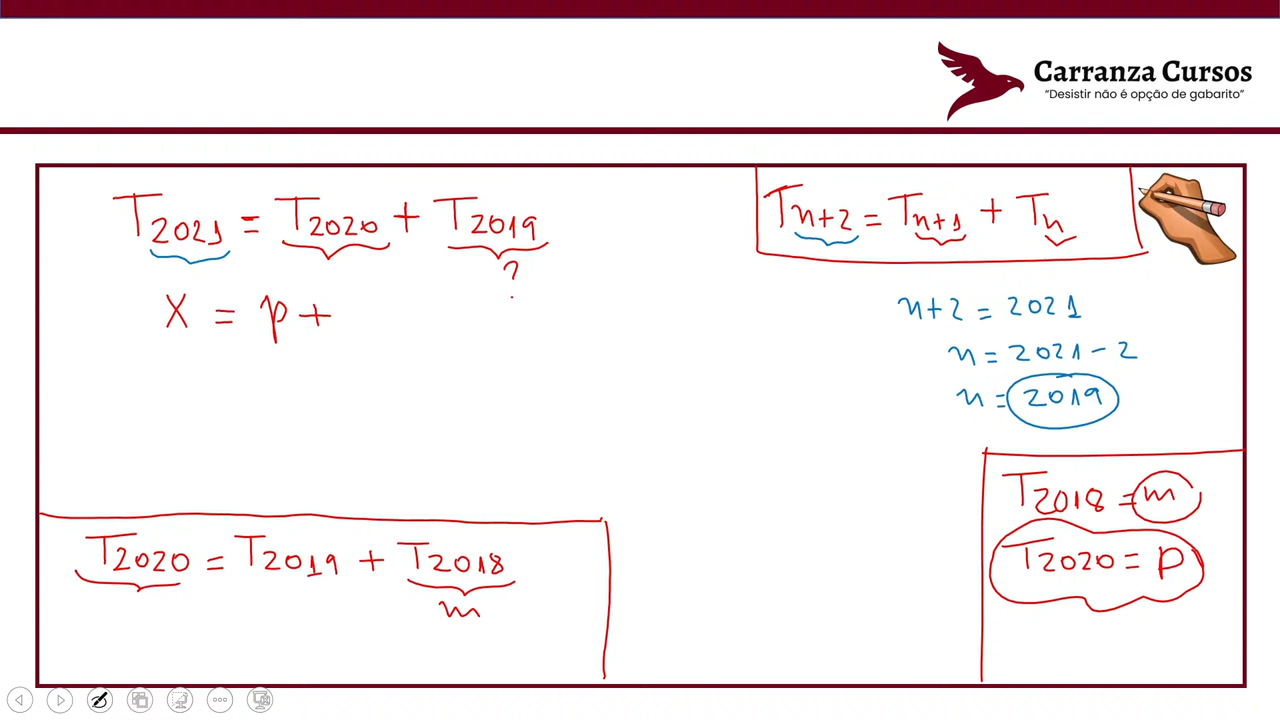 Carranza Cursos
“Desistir não é opção de gabarito”
T2021 = T2020 + T2019
?
X = p +
Tn+2 = Tn+1 + Tn
n+2 = 2021
n = 2021 - 2
n = 2019
T2018 = m
T2020 = p
T2020 = T2019 + T2018
m